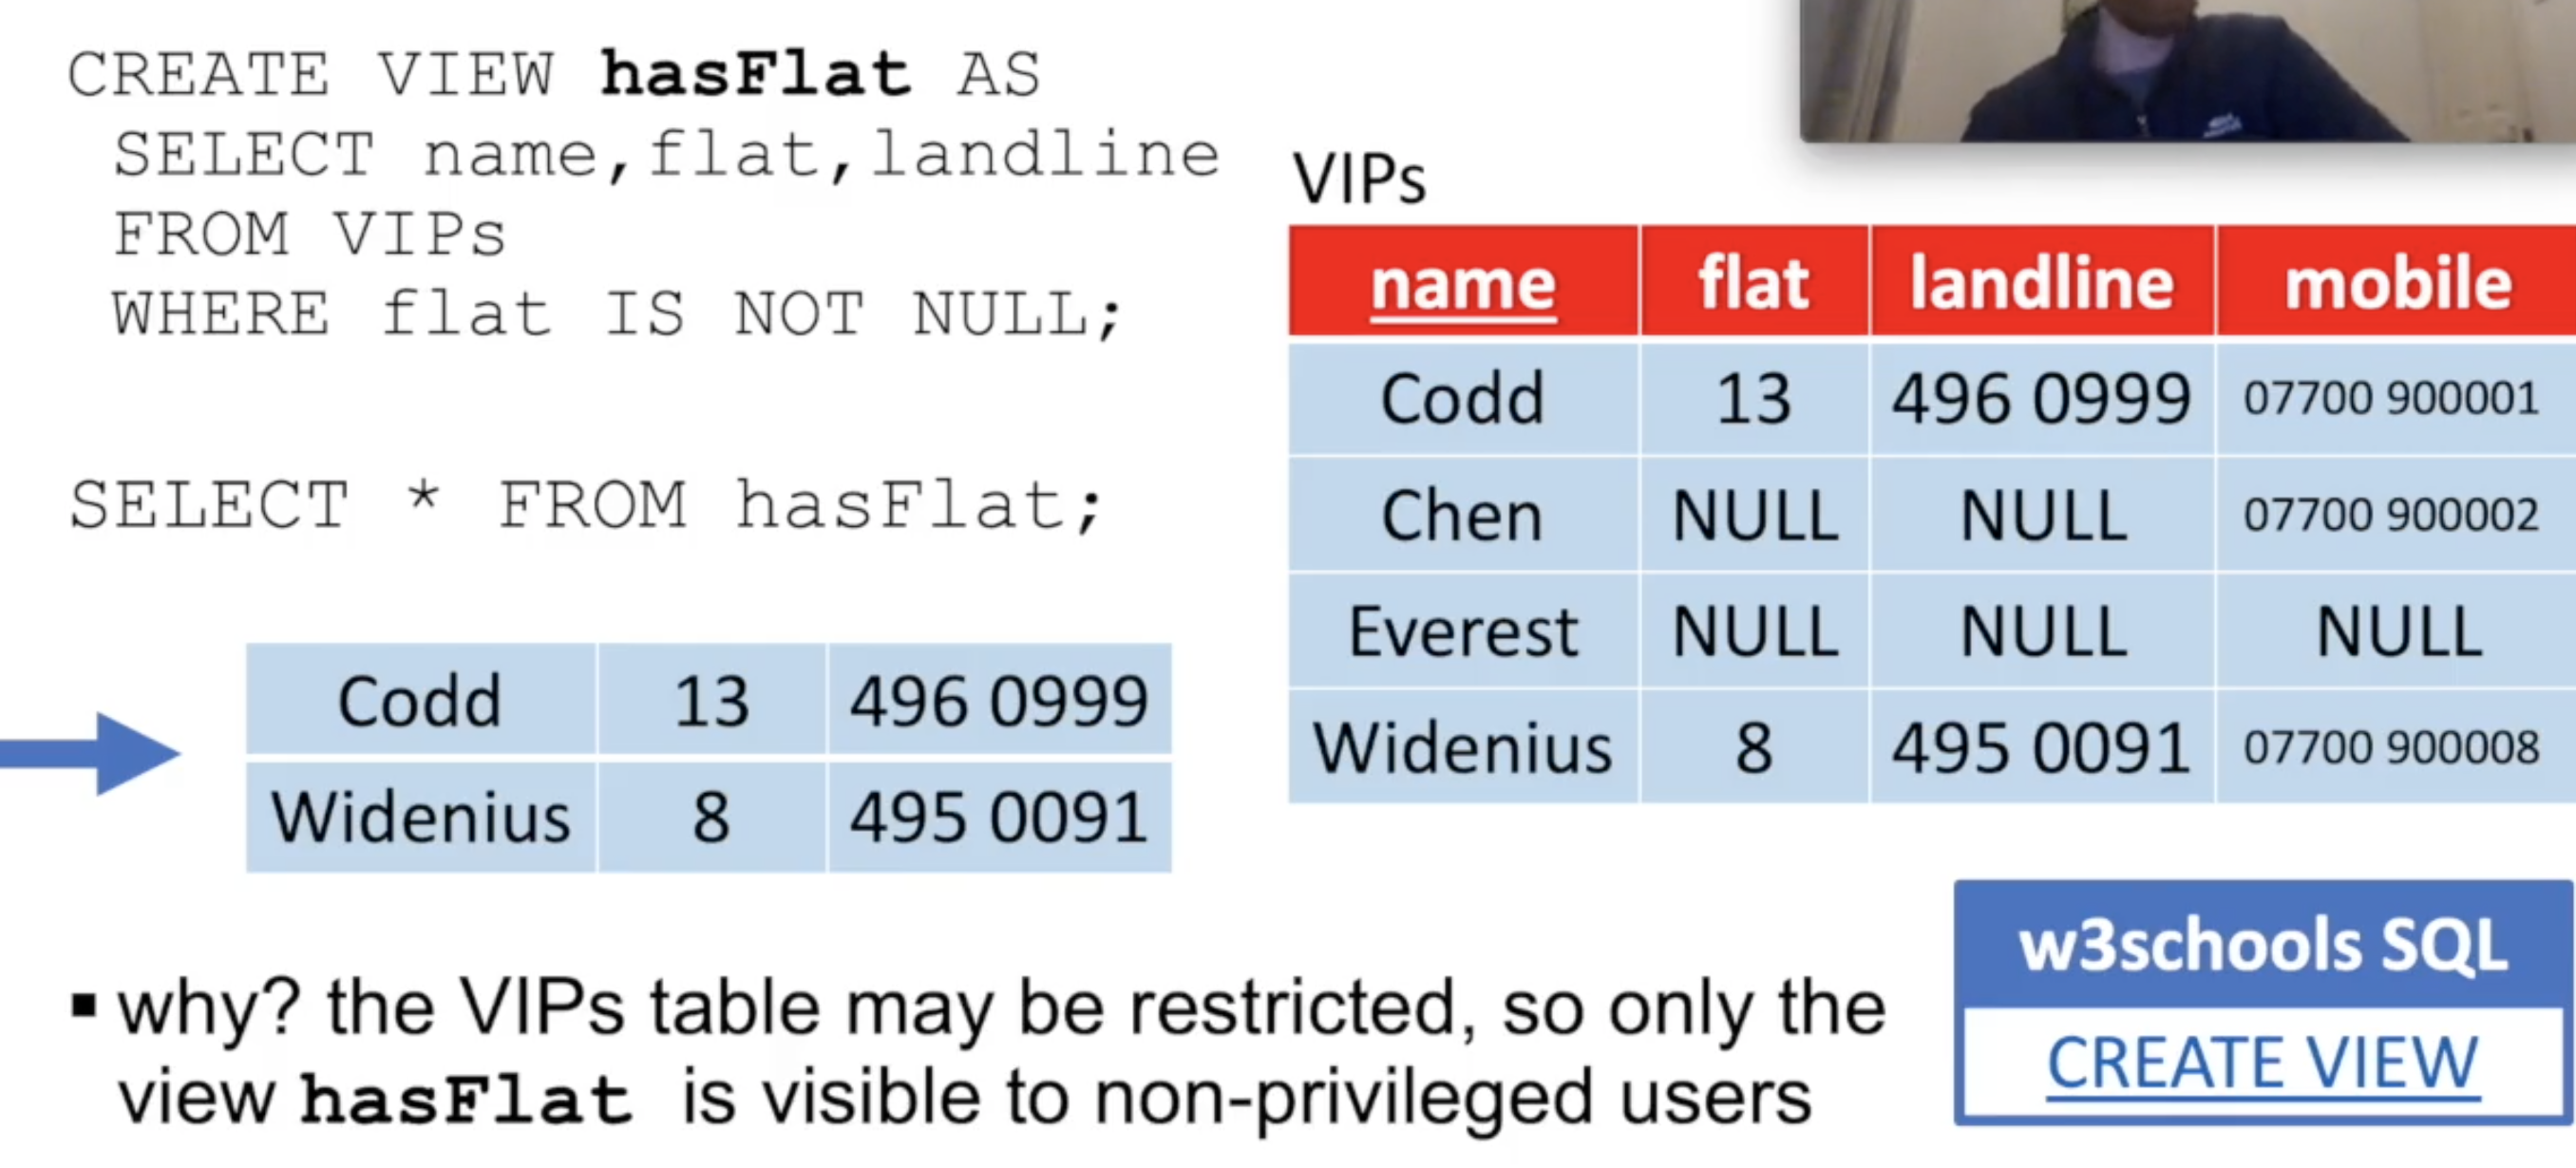 CREATE VIEW hasFlat AS
SELECT name,flat,landline
FROM VIPs
WHERE flat IS NOT NULL;
SELECT * FROM hasFlat;
Codd 13 496 0999
Widenius 8 495 0091
VIPs
name flat landline mobile
Codd 13 496 0999 07700 900001
Chen NULL NULL 07700 900002
Everest NULL NULL NULL
Widenius 8 495 0091 07700 900008
▪ why? the VIPs table may be restricted, so only the
view hasFlat is visible to non-privileged users
w3schools SQL
CREATE VIEW